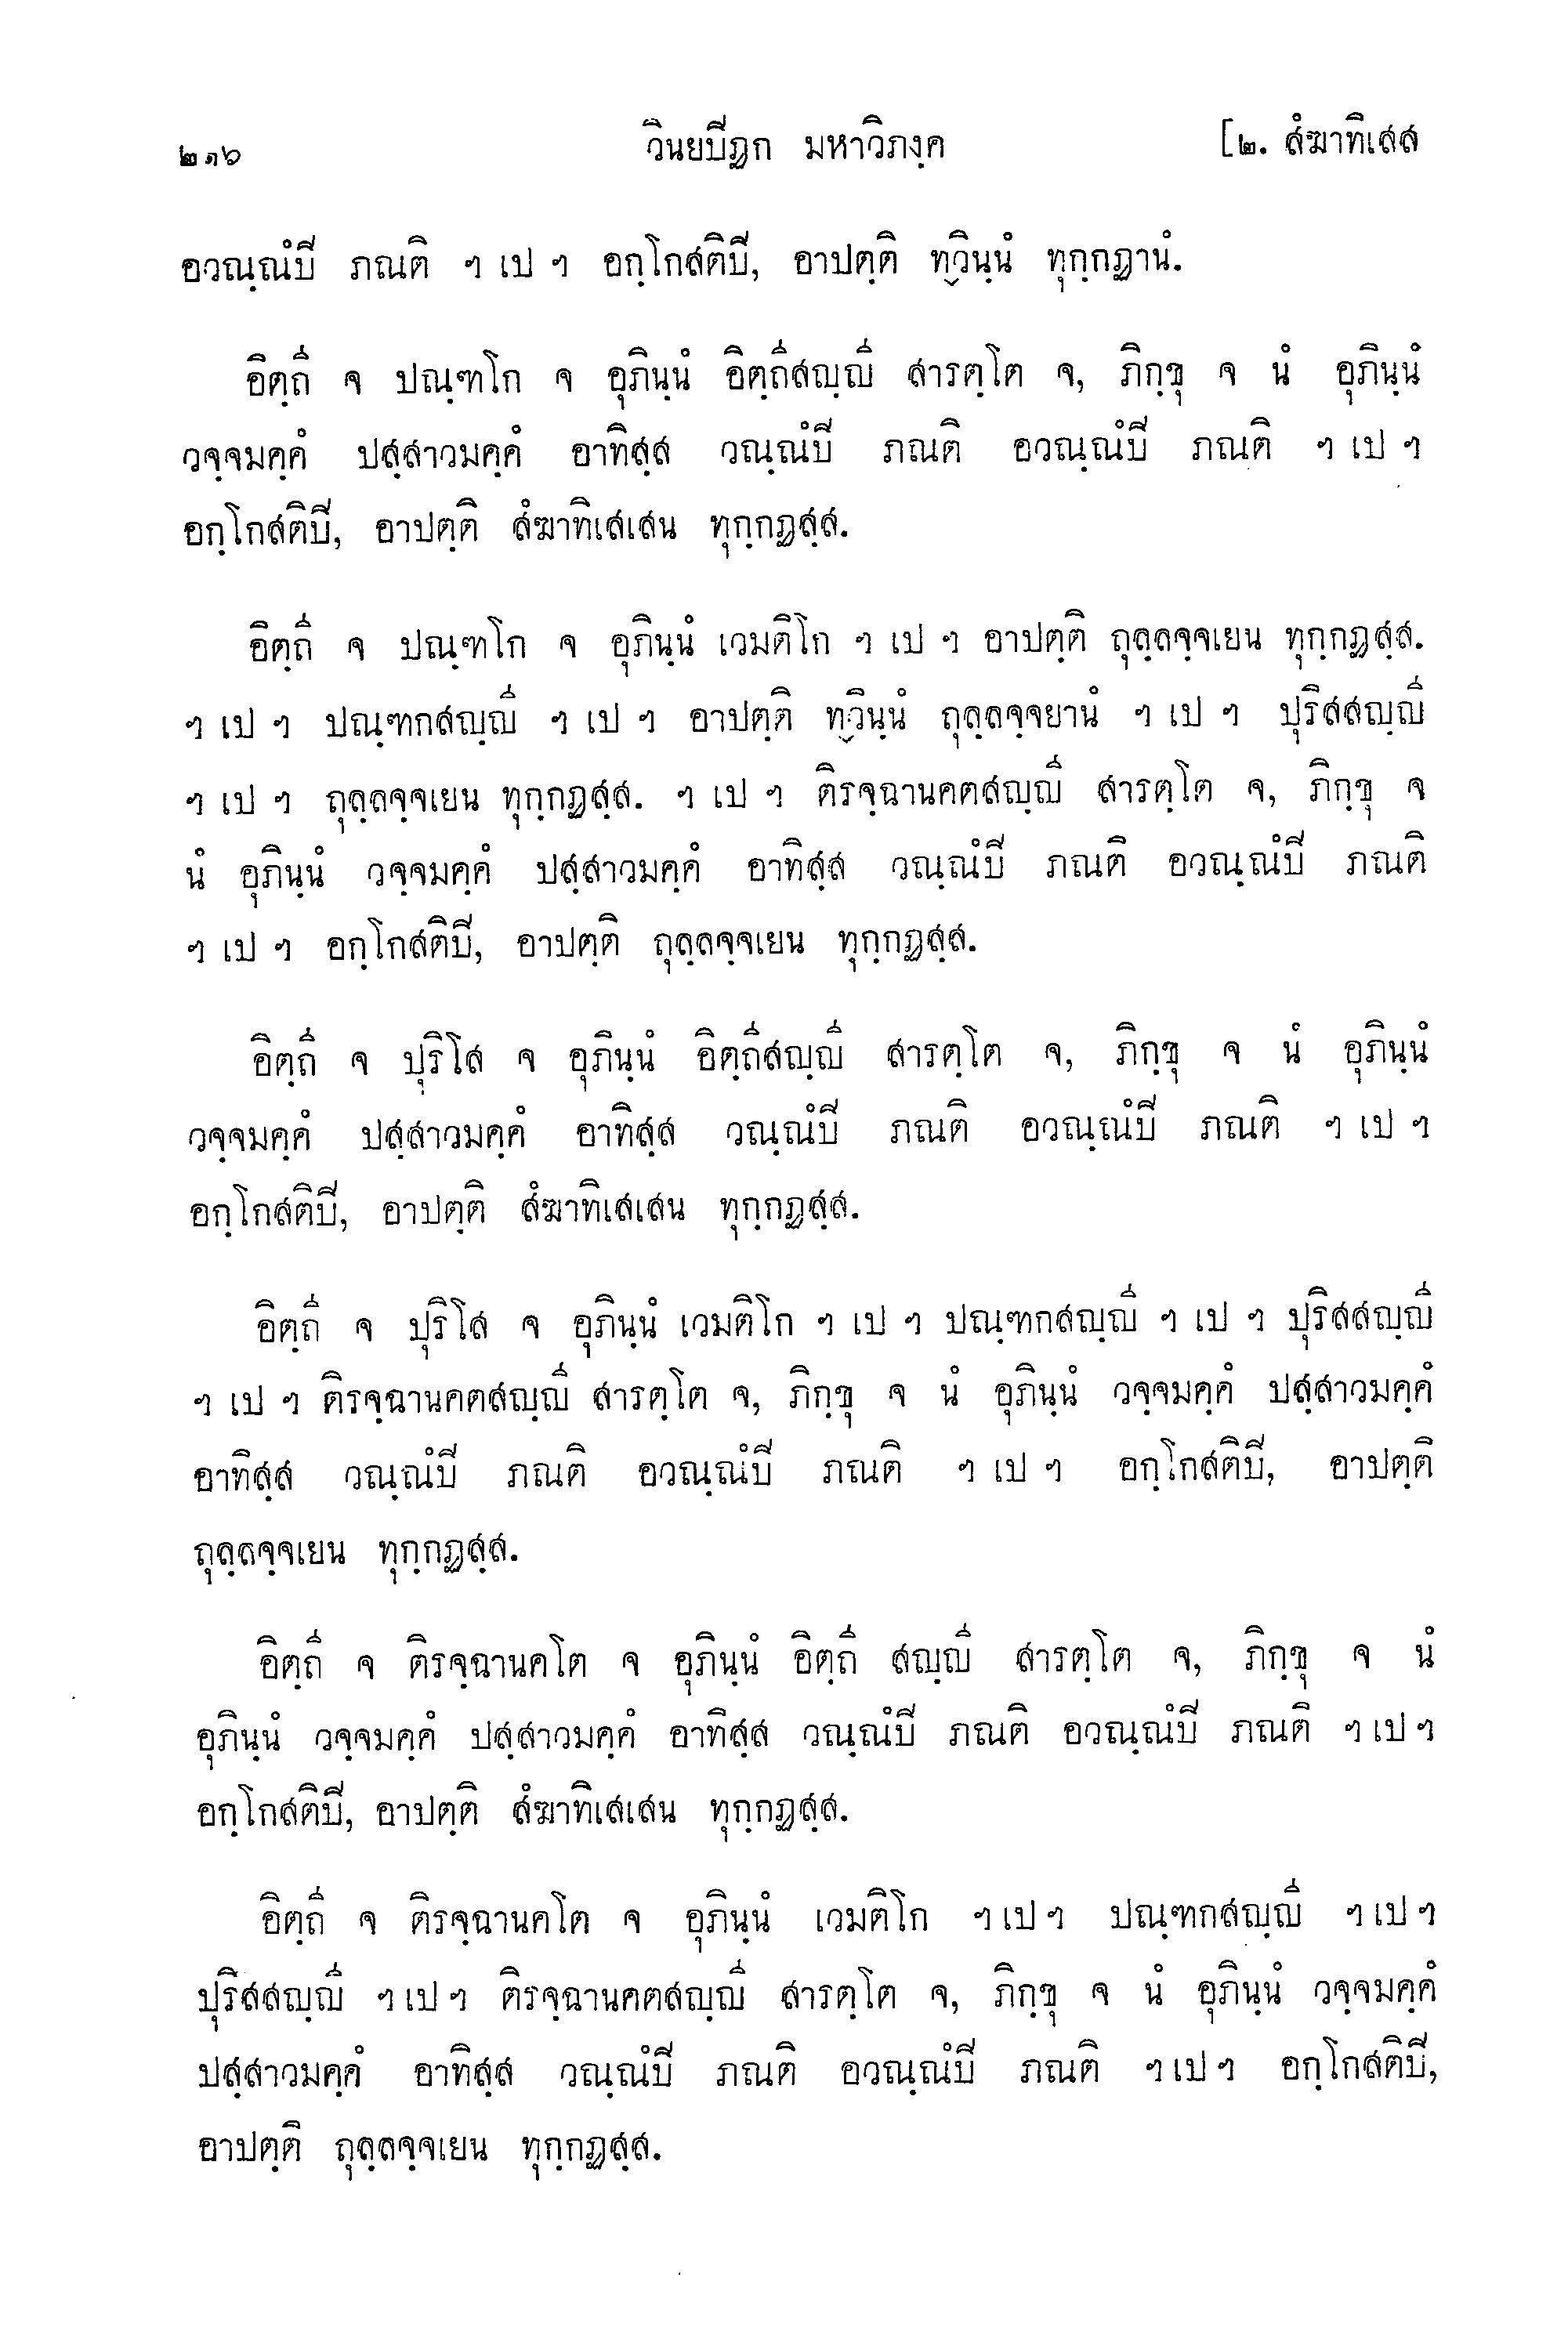 ๒๓๖ วินยปีฏก มหาวิภงฺค [๒. สํฆาทิเสส
อวณฺณํปี ภณติ ฯ เป ฯ อกฺโกสติปี, อาปตฺติ ทฺวินฺนํ ทุกฺกฏานํ.
อิตฺถี จ ปณฺฑโก จ อุภินฺนํ อิตฺถีสญฺญี สารตฺโต จ, ภิกฺขุ จ นํ อุภินฺนํ
วจฺจมคฺคํ ปสฺสาวมคฺคํ อาทิสฺส วณฺณํปี ภณติ อวณฺณํปี ภณติ ฯ เป ฯ
อกฺโกสติปี, อาปตฺติ สํฆาทิเสเสน ทุกฺกฏสฺส.
อิตฺถี จ ปณฺฑโก จ อุภินฺนํ เวมติโก ฯ เป ฯ อาปตฺติ ถุลฺลจฺจเยน ทุกฺกฏสฺส.
ฯ เป ฯ ปณฺฑกสญฺญี ฯ เป ฯ อาปตฺติ ทฺวินฺนํ ถุลฺลจฺจยานํ ฯ เป ฯ ปุริสสญฺญี
ฯ เป ฯ ถุลฺลจฺจเยน ทุกฺกฏสฺส. ฯ เป ฯ ติรจฺฉานคตสญฺญี สารตฺโต จ, ภิกฺขุ จ
นํ อุภินฺนํ วจฺจมคฺคํ ปสฺสาวมคฺคํ อาทิสฺส วณฺณํปี ภณติ อวณฺณํปี ภณติ
ฯ เป ฯ อกฺโกสติปี, อาปตฺติ ถุลฺลจฺจเยน ทุกฺกฏสฺส.
อิตฺถี จ ปุริโส จ อุภินฺนํ อิตฺถีสญฺญี สารตฺโต จ, ภิกฺขุ จ นํ อุภินฺนํ
วจฺจมคฺคํ ปสฺสาวมคฺคํ อาทิสฺส วณฺณํปี ภณติ อวณฺณํปี ภณติ ฯ เป ฯ
อกฺโกสติปี, อาปตฺติ สํฆาทิเสเสน ทุกฺกฏสฺส.
อิตฺถี จ ปุริโส จ อุภินฺนํ เวมติโก ฯ เป ฯ ปณฺฑกสญฺญี ฯ เป ฯ ปุริสสญฺญี
ฯ เป ฯ ติรจฺฉานคตสญฺญี สารตฺโต จ, ภิกฺขุ จ นํ อุภินฺนํ วจฺจมคฺคํ ปสฺสาวมคฺคํ
อาทิสฺส วณฺณํปี ภณติ อวณฺณํปี ภณติ ฯ เป ฯ อกฺโกสติปี, อาปตฺติ
ถุลฺลจฺจเยน ทุกฺกฏสฺส.
อิตฺถี จ ติรจฺฉานคโต จ อุภินฺนํ อิตฺถี สญฺญี สารตฺโต จ, ภิกฺขุ จ นํ
อุภินฺนํ วจฺจมคฺคํ ปสฺสาวมคฺคํ อาทิสฺส วณฺณํปี ภณติ อวณฺณํปี ภณติ ฯ เป ฯ
อกฺโกสติปี, อาปตฺติ สํฆาทิเสเสน ทุกฺกฏสฺส.
อิตฺถี จ ติรจฺฉานคโต จ อุภินฺนํ เวมติโก ฯ เป ฯ ปณฺฑกสญฺญี ฯ เป ฯ
ปุริสสญฺญี ฯ เป ฯ ติรจฺฉานคตสญฺญี สารตฺโต จ, ภิกฺขุ จ นํ อุภินฺนํ วจฺจมคฺคํ
ปสฺสาวมคฺคํ อาทิสฺส วณฺณํปี ภณติ อวณฺณํปี ภณติ ฯ เป ฯ อกฺโกสติปี,
อาปตฺติ ถุลฺลจฺจเยน ทุกฺกฏสฺส.